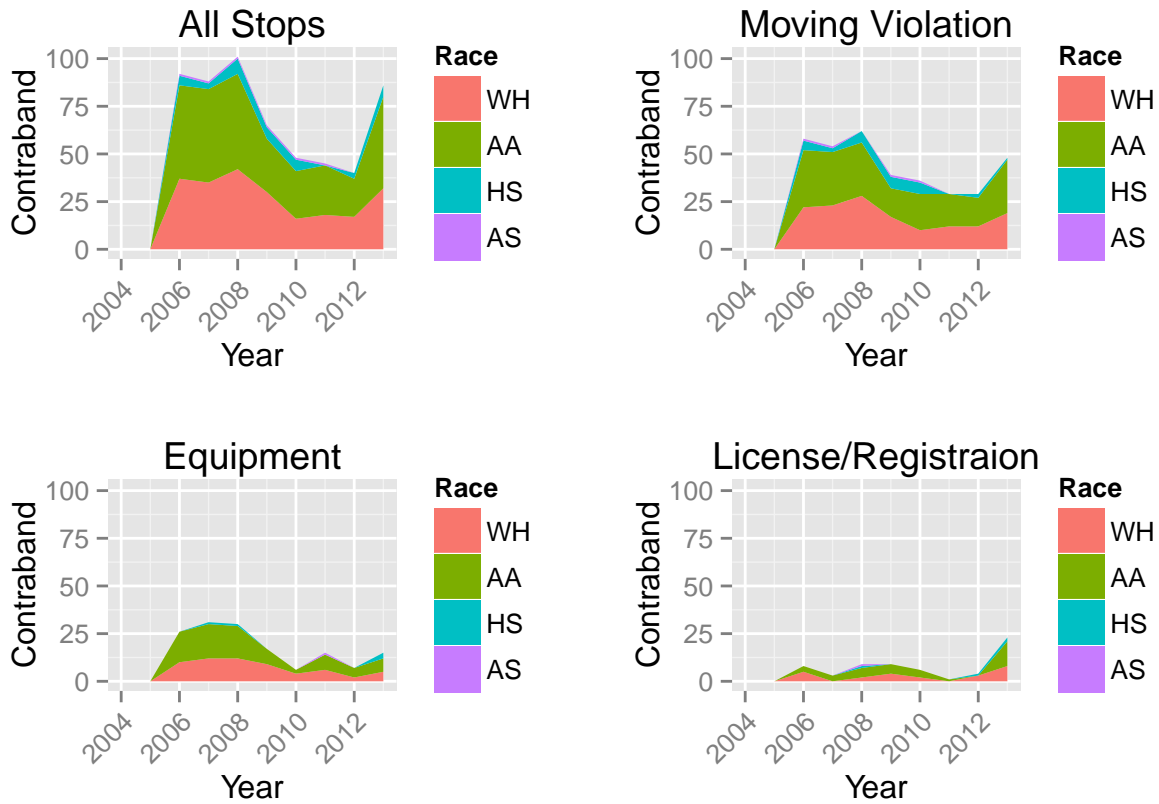 All Stops
Contraband
100
75
50
25
0
2004
2006
2008
2010
2012
Year
Race
WH
AA
HS
AS
Moving Violation
Contraband
100
75
50
25
0
2004
2006
2008
2010
2012
Year
Race
WH
AA
HS
AS
Equipment
Contraband
100
75
50
25
0
2004
2006
2008
2010
2012
Year
Race
WH
AA
HS
AS
License/Registraion
Contraband
100
75
50
25
0
2004
2006
2008
2010
2012
Year
Race
WH
AA
HS
AS